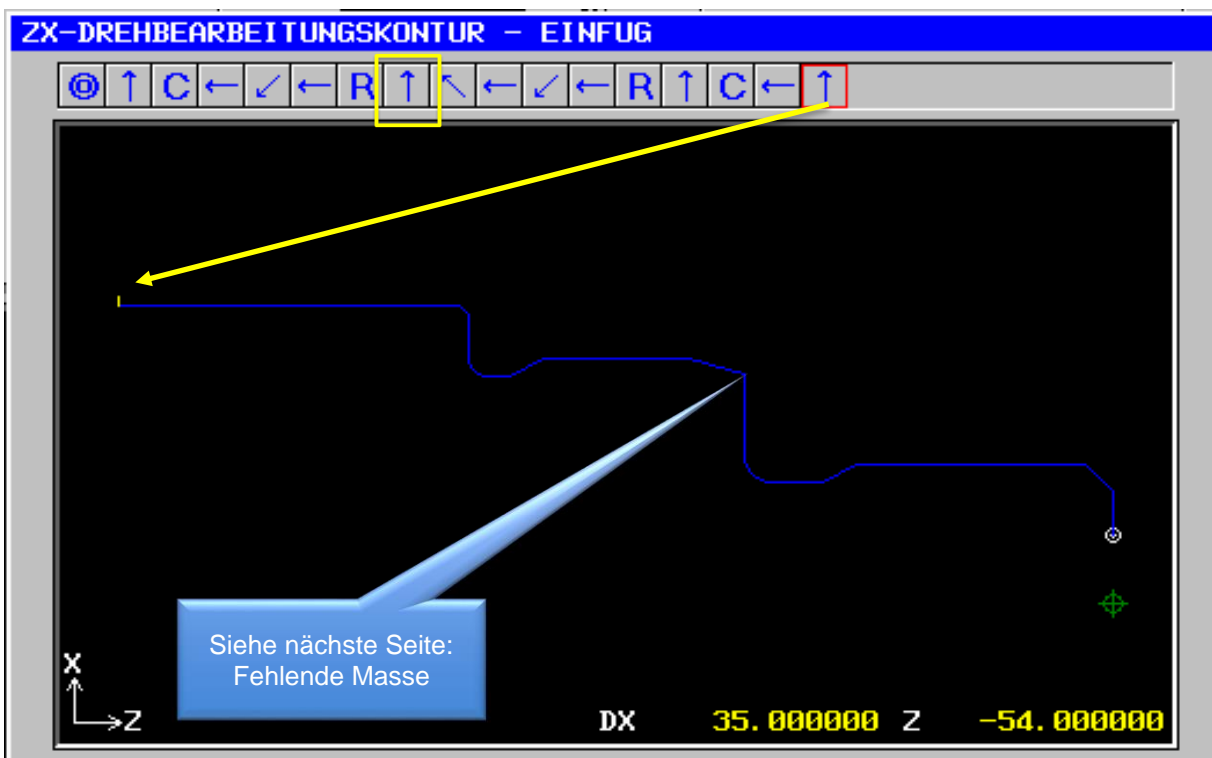 ZX-DREHBEARBEITUNGSKONTUR - EINFUG
◎ ↑ C ← ↙ ← R ↑ ↖ ← ↙ ← R ↑ C ← ↑
Siehe nächste Seite:
Fehlende Masse
X
Z
DX 35.000000 Z -54.000000